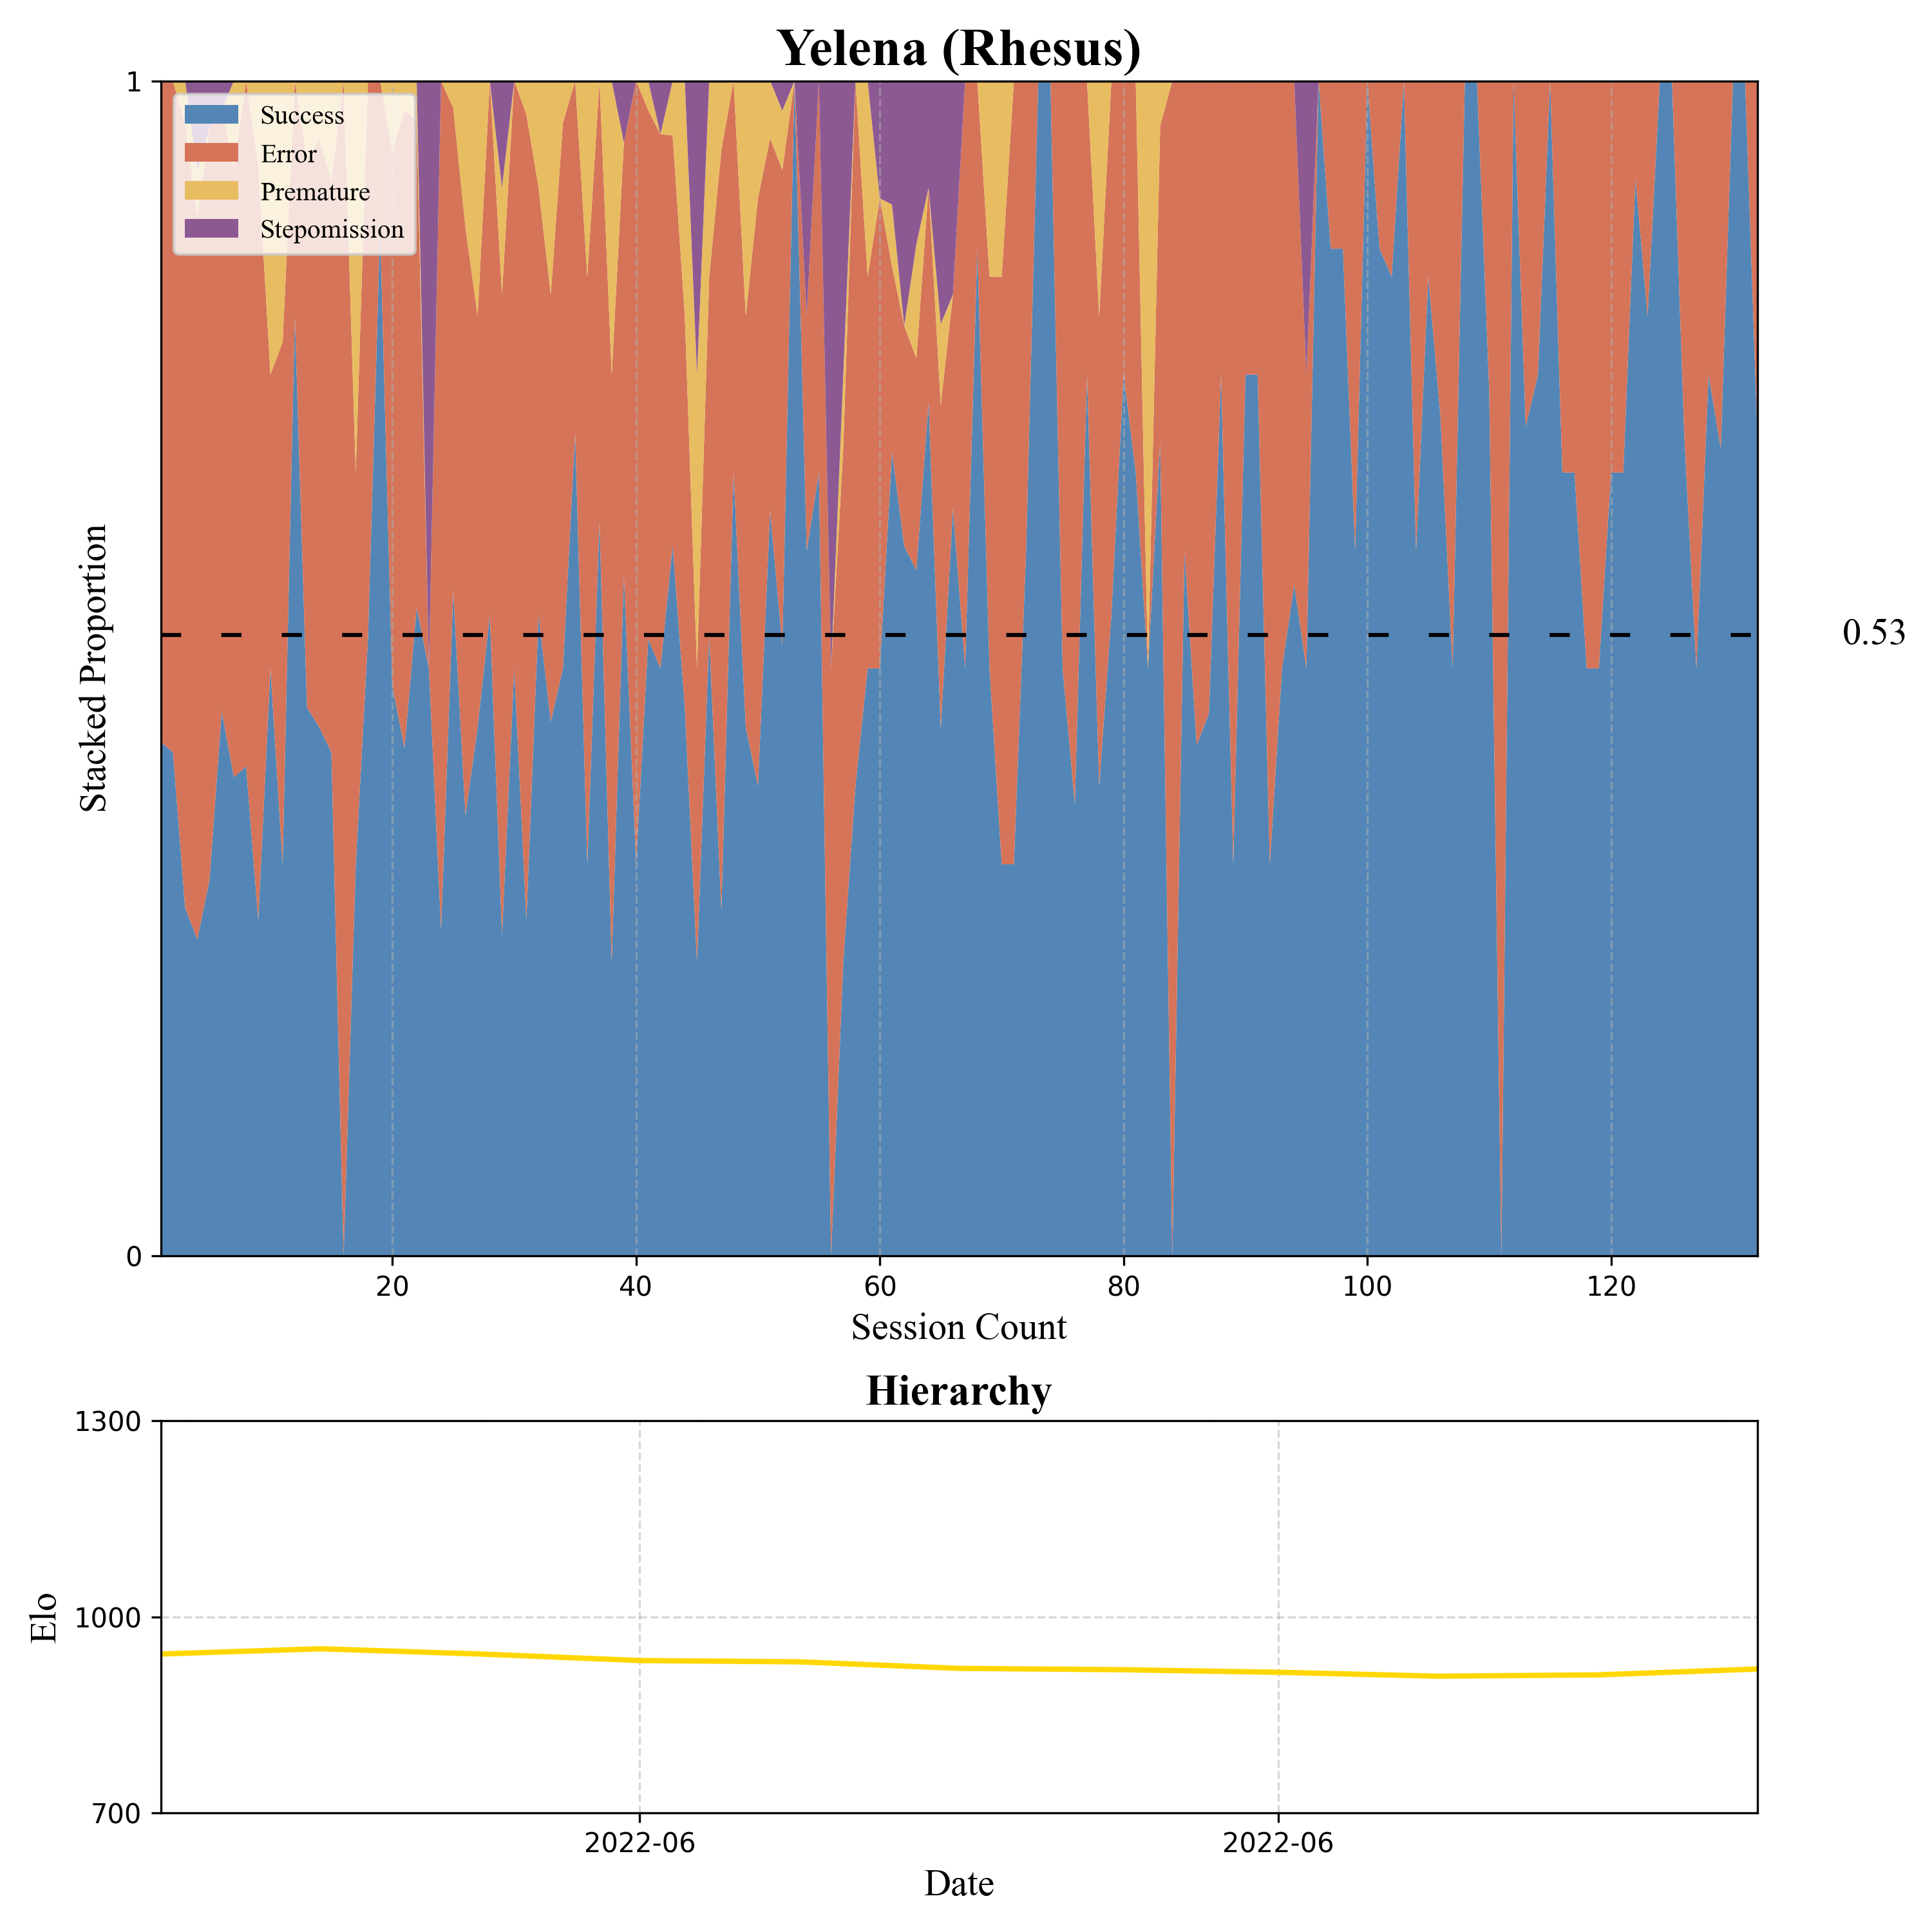 Yelena (Rhesus)
1
Success
Error
Premature
Stepomission
Stacked Proportion
0.53
0
20 40 60 80 100 120
Session Count
Hierarchy
1300
1000
700
Elo
2022-06 2022-06
Date